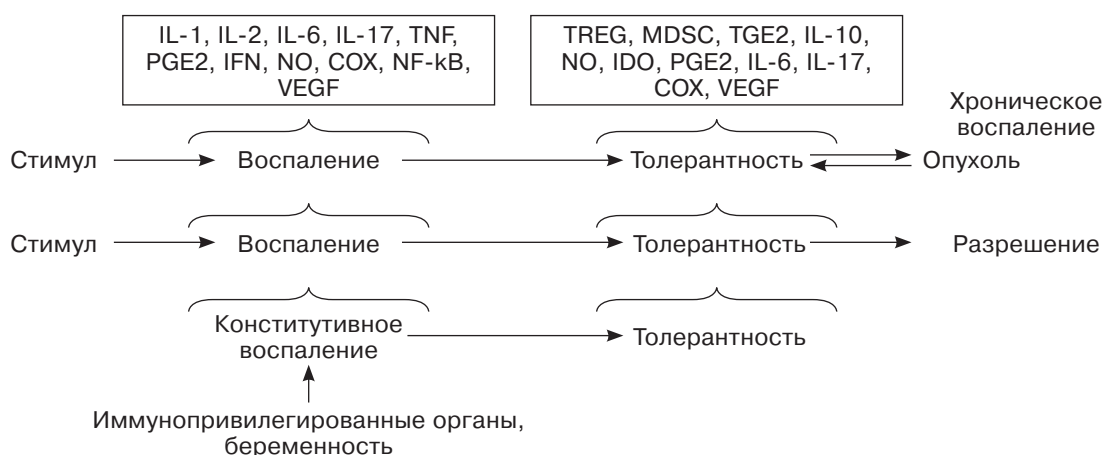 IL-1, IL-2, IL-6, IL-17, TNF,
PGE2, IFN, NO, COX, NF-kB,
VEGF
TREG, MDSC, TGE2, IL-10,
NO, IDO, PGE2, IL-6, IL-17,
COX, VEGF
Хроническое
воспаление
Стимул Воспаление Толерантность Опухоль
Стимул Воспаление Толерантность Разрешение
Конститутивное
воспаление
Толерантность
Иммунопривилегированные органы,
беременность